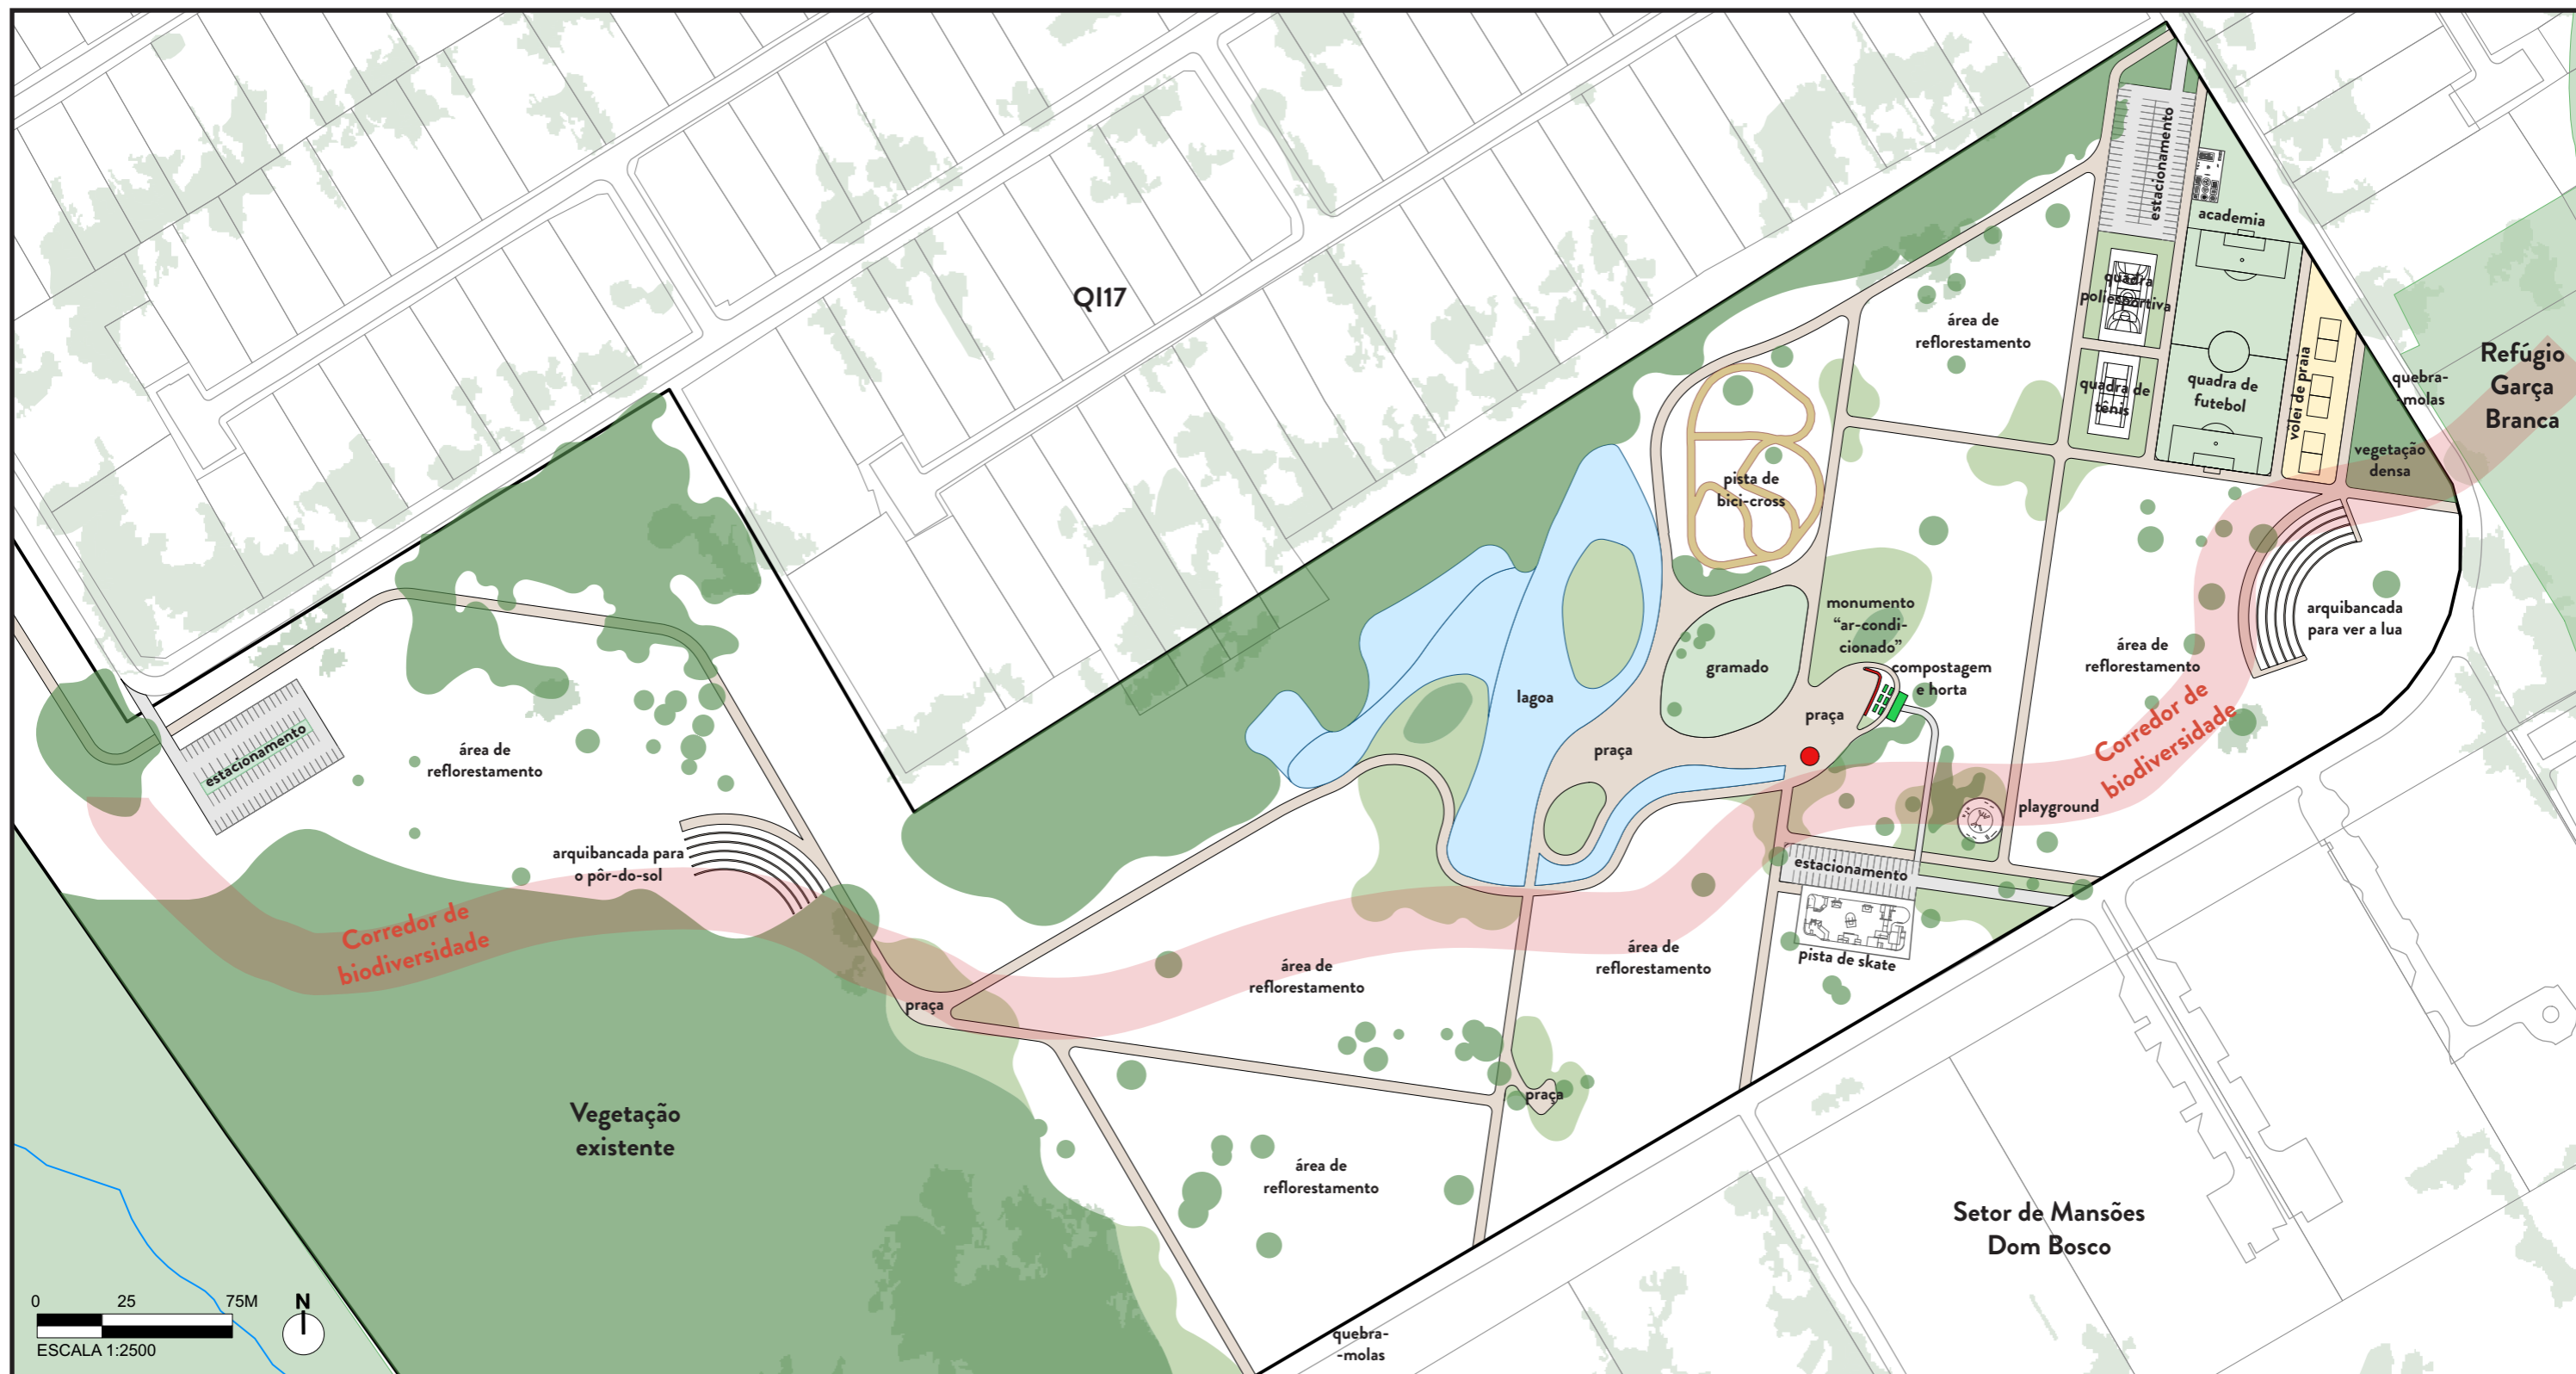 QI17
estacionamento
academia
quadra
poliesportiva
quadra de
tênis
quadra de
futebol
volei de praia
quebra-
-molas
vegetação
densa
Refúgio
Garça
Branca
área de
reflorestamento
pista de
bici-cross
monumento
“ar-condi-
cionado”
compostagem
e horta
gramado
lagoa
praça
praça
área de
reflorestamento
arquibancada
para ver a lua
Corredor de
biodiversidade
playground
estacionamento
pista de skate
estacionamento
área de
reflorestamento
arquibancada para
o pôr-do-sol
Corredor de
biodiversidade
praça
área de
reflorestamento
área de
reflorestamento
praça
área de
reflorestamento
Vegetação
existente
Setor de Mansões
Dom Bosco
quebra-
-molas
0 25 75M
N
ESCALA 1:2500